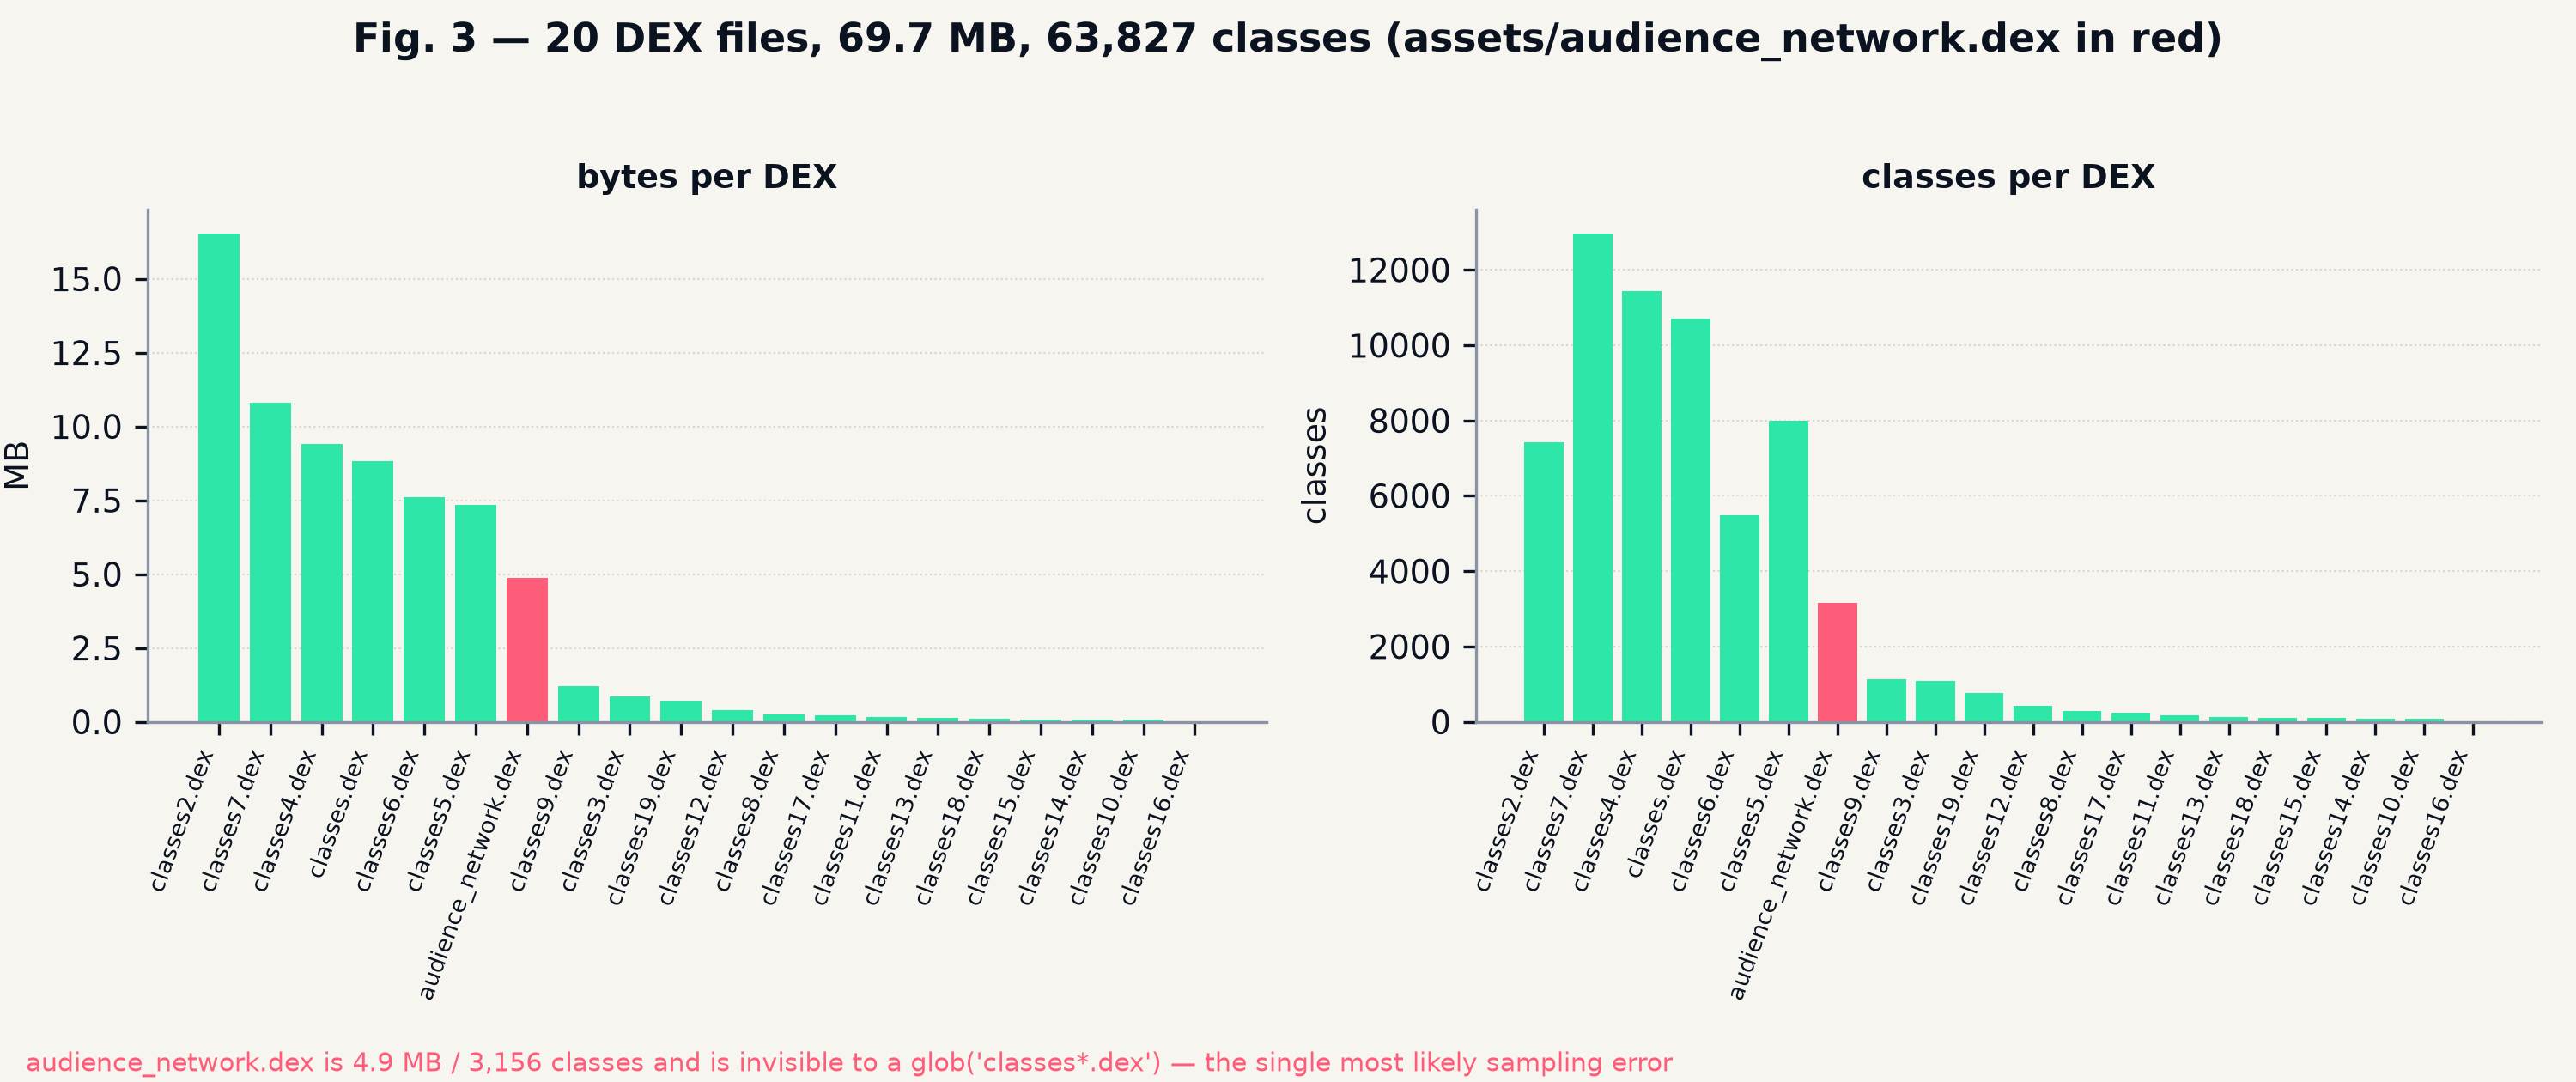 Fig. 3 — 20 DEX files, 69.7 MB, 63,827 classes (assets/audience_network.dex in red)
bytes per DEX
MB
15.0
12.5
10.0
7.5
5.0
2.5
0.0
classes2.dex
classes7.dex
classes4.dex
classes.dex
classes6.dex
classes5.dex
audience_network.dex
classes9.dex
classes3.dex
classes19.dex
classes12.dex
classes8.dex
classes17.dex
classes11.dex
classes13.dex
classes18.dex
classes15.dex
classes14.dex
classes10.dex
classes16.dex
classes per DEX
classes
12000
10000
8000
6000
4000
2000
0
classes2.dex
classes7.dex
classes4.dex
classes.dex
classes6.dex
classes5.dex
audience_network.dex
classes9.dex
classes3.dex
classes19.dex
classes12.dex
classes8.dex
classes17.dex
classes11.dex
classes13.dex
classes18.dex
classes15.dex
classes14.dex
classes10.dex
classes16.dex
audience_network.dex is 4.9 MB / 3,156 classes and is invisible to a glob('classes*.dex') — the single most likely sampling error